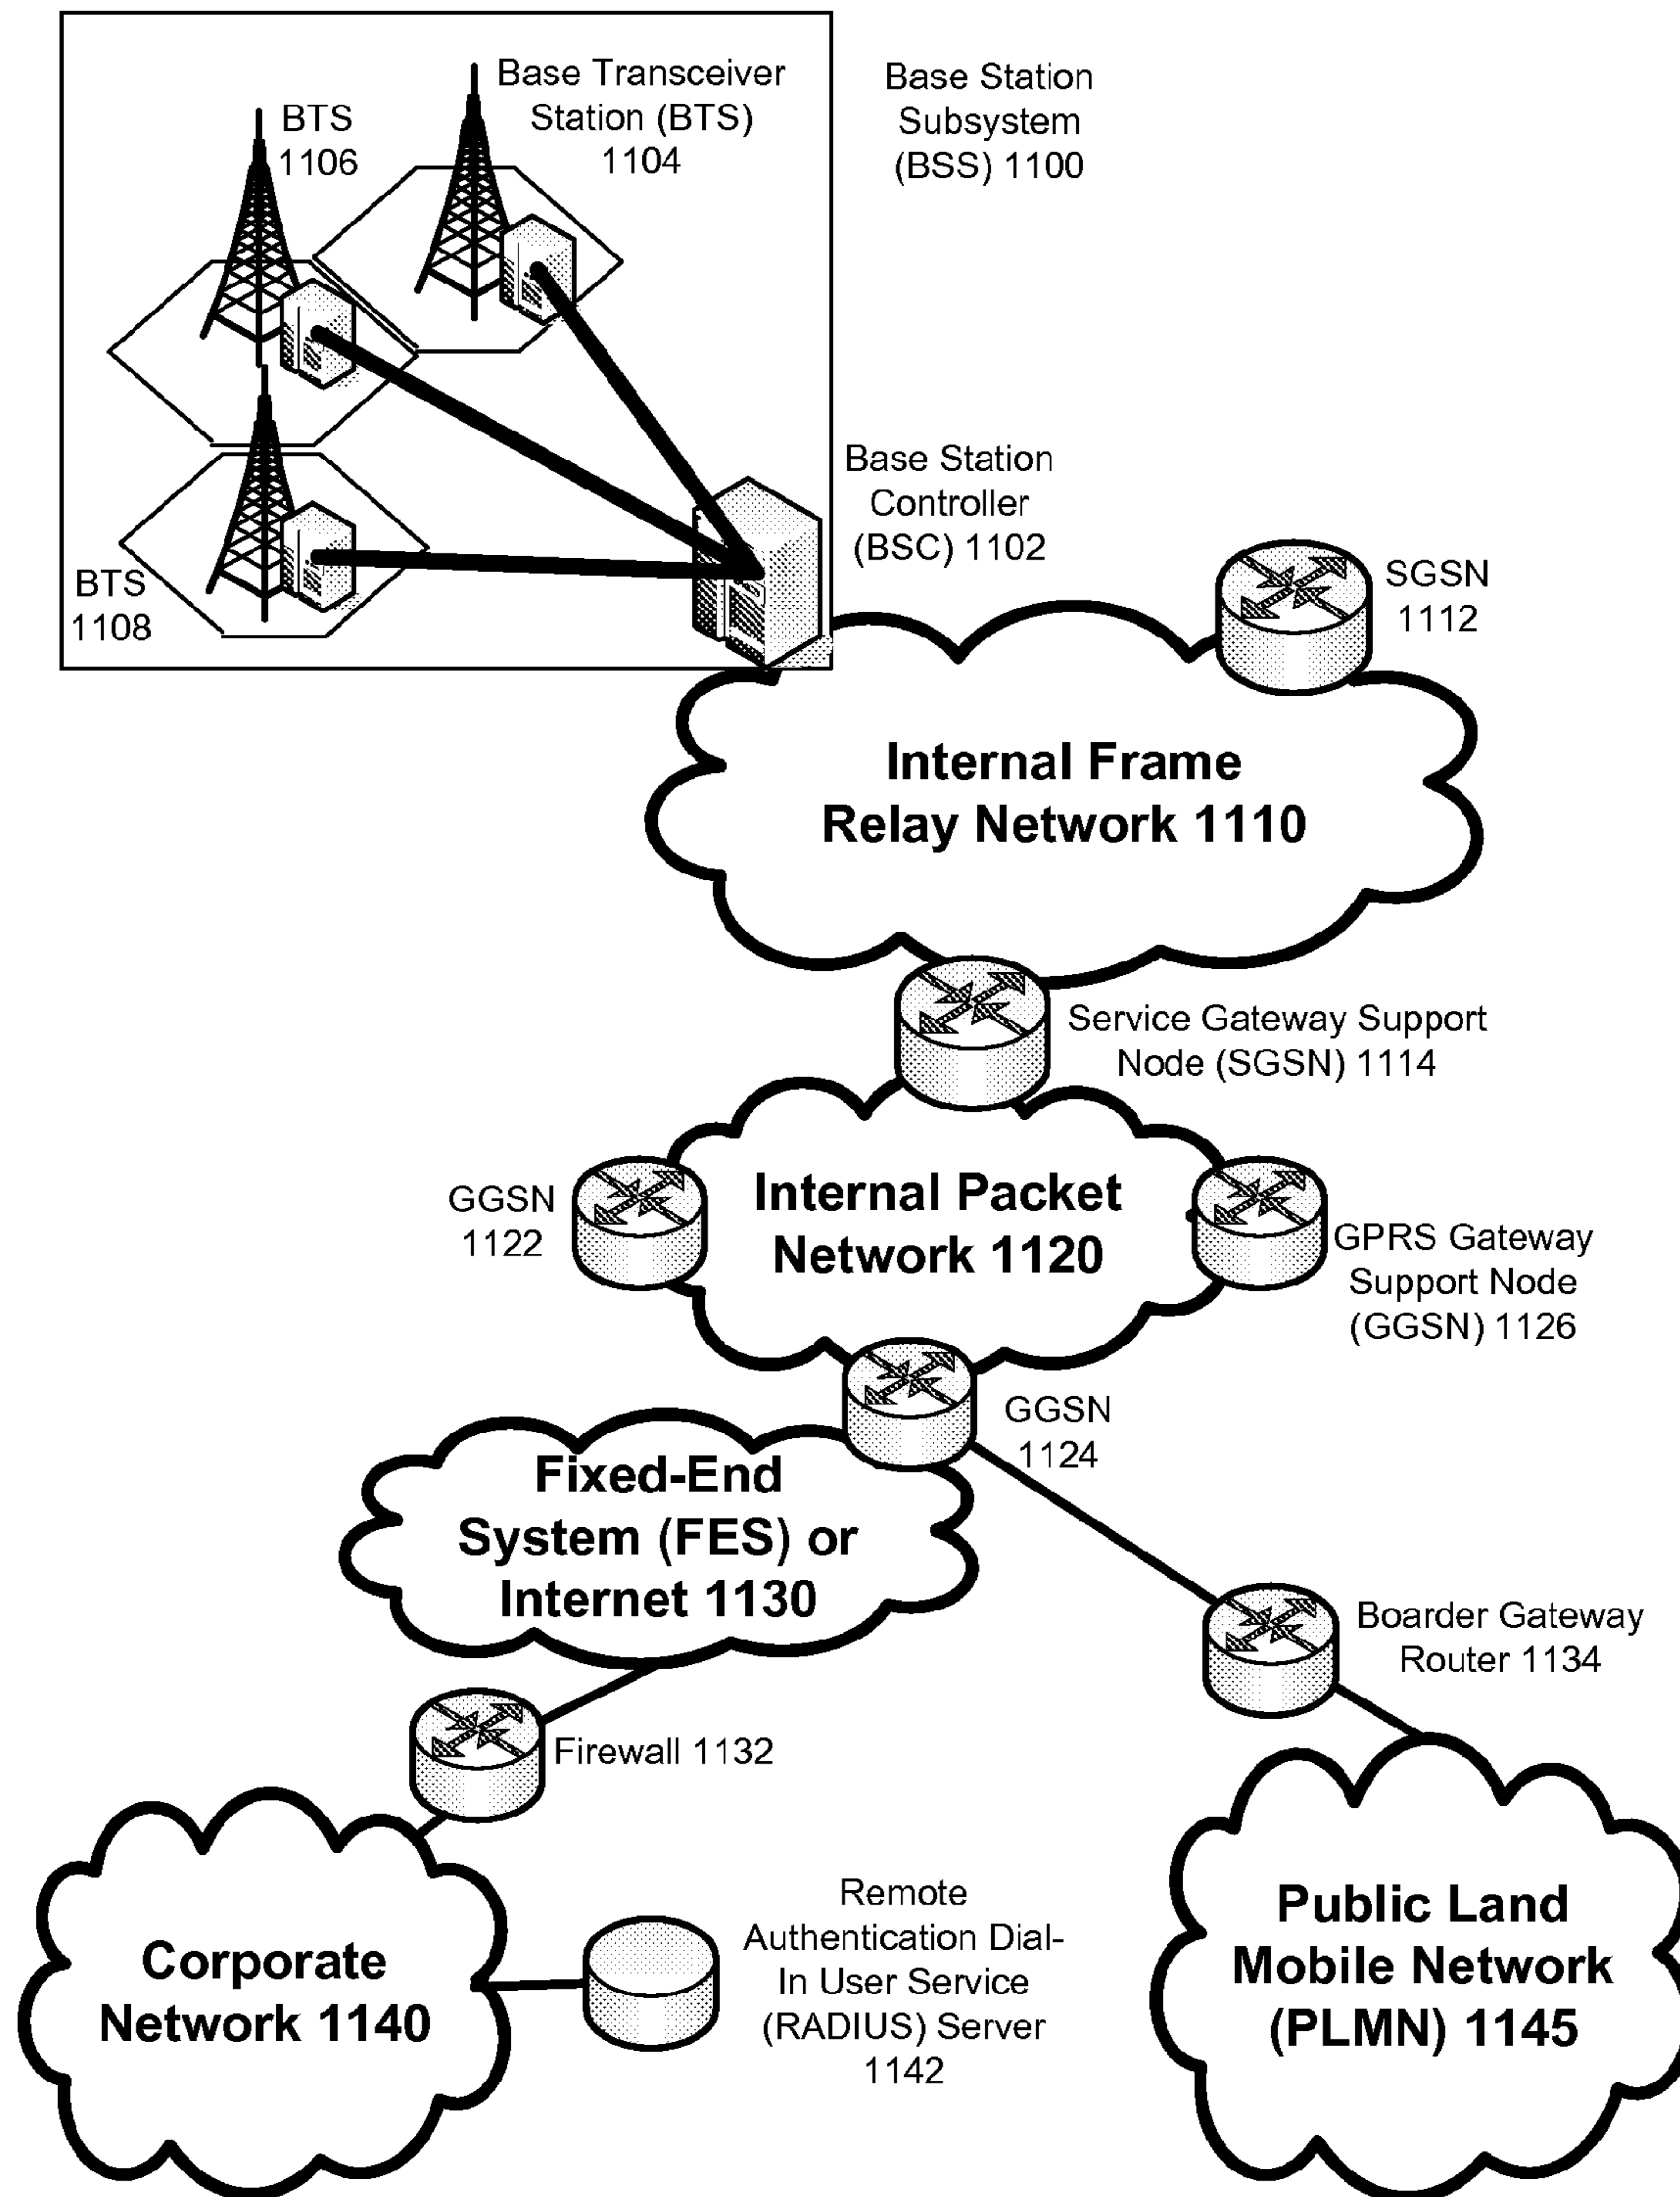 Base Transceiver
Station (BTS)
1104
BTS
1106
Base Station
Subsystem
(BSS) 1100
Base Station
Controller
(BSC) 1102
BTS
1108
SGSN
1112
Internal Frame
Relay Network 1110
Service Gateway Support
Node (SGSN) 1114
GGSN
1122
Internal Packet
Network 1120
GPRS Gateway
Support Node
(GGSN) 1126
GGSN
1124
Fixed-End
System (FES) or
Internet 1130
Boarder Gateway
Router 1134
Firewall 1132
Corporate
Network 1140
Remote
Authentication Dial-
In User Service
(RADIUS) Server
1142
Public Land
Mobile Network
(PLMN) 1145